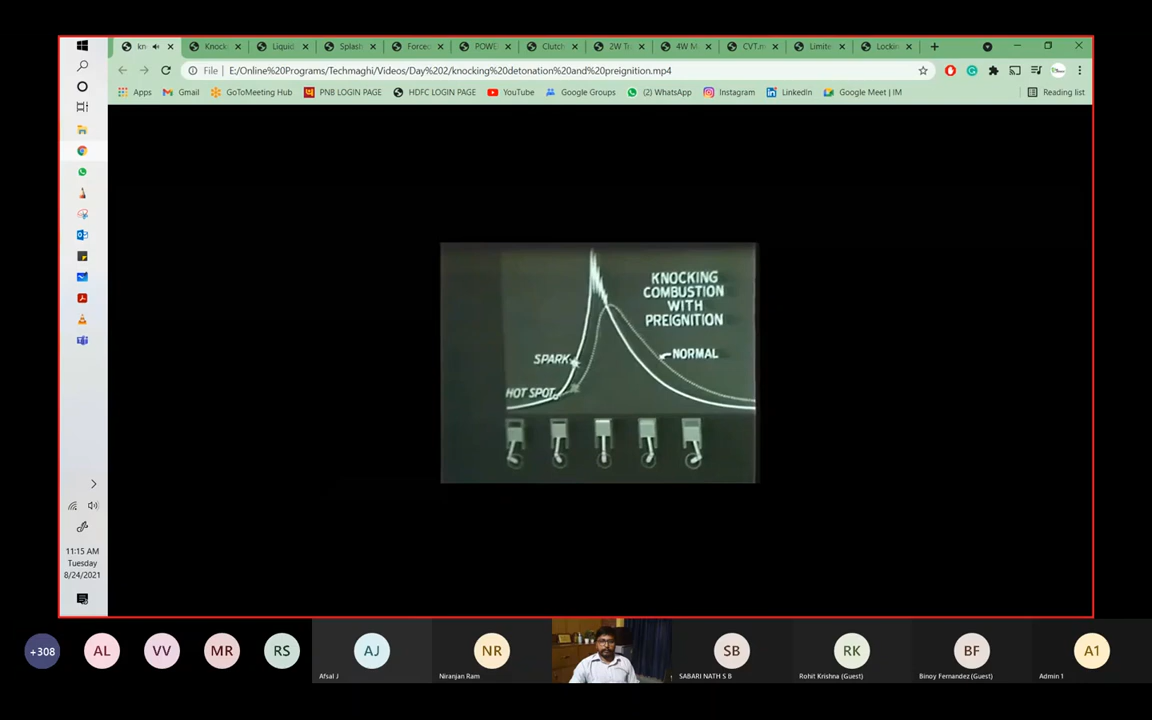 kn
Knock
Liquid
Splash
Forced
POWE
Clutch
2W Tr
4W M
CVT.m
Limite
Lockin
File
E:/Online%20Programs/Techmaghi/Videos/Day%202/knocking%20detonation%20and%20preignition.mp4
Apps
Gmail
GoToMeeting Hub
PNB LOGIN PAGE
HDFC LOGIN PAGE
YouTube
Google Groups
(2) WhatsApp
Instagram
LinkedIn
Google Meet | IM
Reading list
KNOCKING
COMBUSTION
WITH
PREIGNITION
SPARK
NORMAL
HOT SPOT
11:15 AM
Tuesday
8/24/2021
+308
AL
VV
MR
RS
AJ
Afsal J
NR
Niranjan Ram
SB
SABARI NATH S B
RK
Rohit Krishna (Guest)
BF
Binoy Fernandez (Guest)
A1
Admin 1